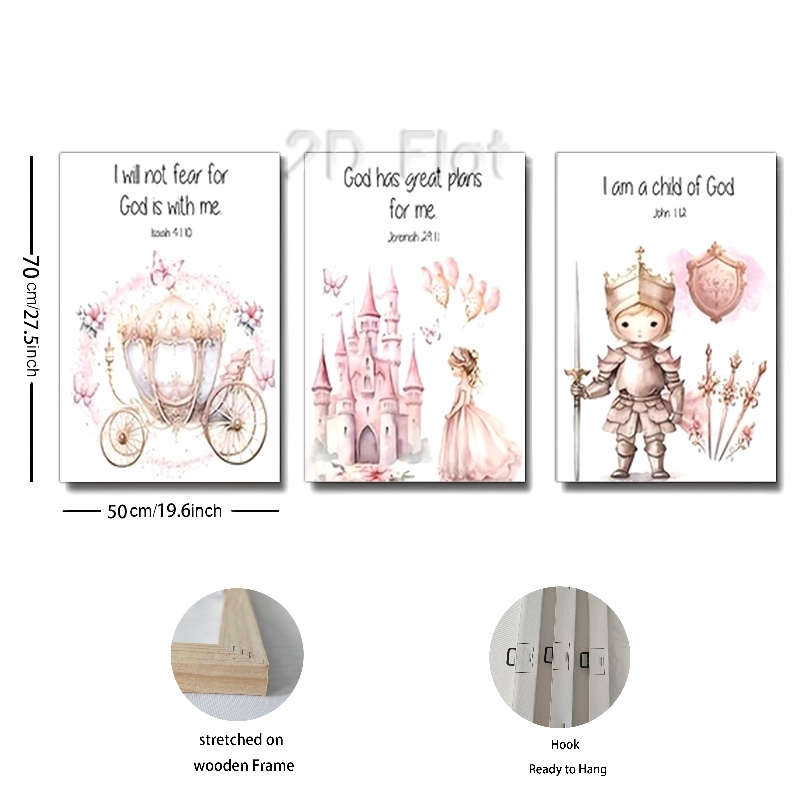 2D Flat
I will not fear for
God is with me.
Isaiah 41:10
God has great plans
for me.
Jeremiah 29:11
I am a child of God
John 1:12
70 cm/27.5inch
50 cm/19.6inch
stretched on
wooden Frame
Hook
Ready to Hang